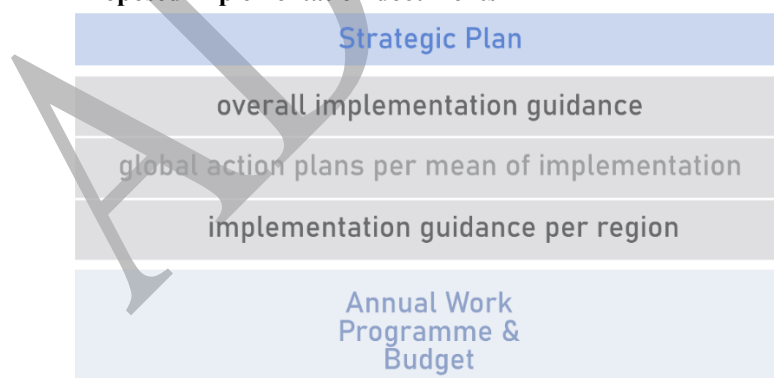 Strategic Plan
overall implementation guidance
global action plans per mean of implementation
implementation guidance per region
Annual Work
Programme &
Budget